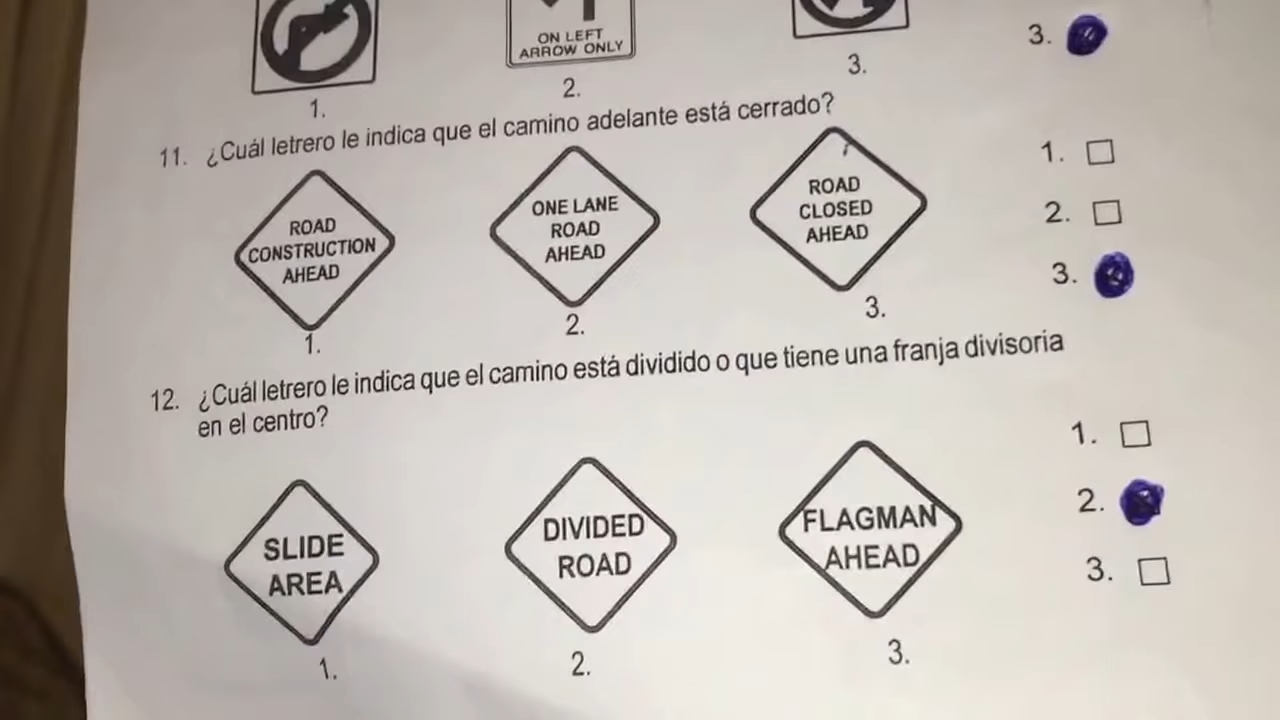 ON LEFT
ARROW ONLY
1.
2.
3.
3.
11. ¿Cuál letrero le indica que el camino adelante está cerrado?
ROAD
CONSTRUCTION
AHEAD
1.
ONE LANE
ROAD
AHEAD
2.
ROAD
CLOSED
AHEAD
3.
1.
2.
3.
12. ¿Cuál letrero le indica que el camino está dividido o que tiene una franja divisoria
en el centro?
SLIDE
AREA
1.
DIVIDED
ROAD
2.
FLAGMAN
AHEAD
3.
1.
2.
3.